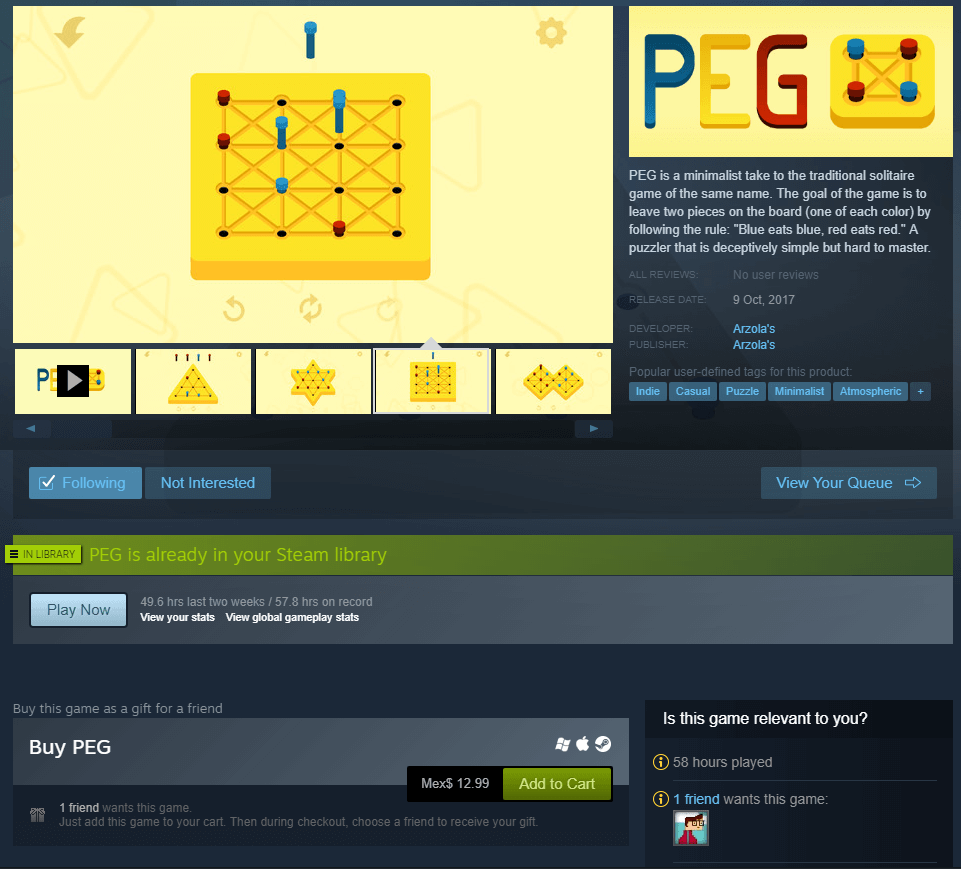 PEG
PEG is a minimalist take to the traditional solitaire
game of the same name. The goal of the game is to
leave two pieces on the board (one of each color) by
following the rule: "Blue eats blue, red eats red." A
puzzler that is deceptively simple but hard to master.
ALL REVIEWS: No user reviews
RELEASE DATE: 9 Oct, 2017
DEVELOPER: Arzola's
PUBLISHER: Arzola's
Popular user-defined tags for this product:
Indie Casual Puzzle Minimalist Atmospheric +
Following Not Interested View Your Queue
IN LIBRARY PEG is already in your Steam library
Play Now
49.6 hrs last two weeks / 57.8 hrs on record
View your stats View global gameplay stats
Buy this game as a gift for a friend
Buy PEG
Mex$ 12.99 Add to Cart
1 friend wants this game.
Just add this game to your cart. Then during checkout, choose a friend to receive your gift.
Is this game relevant to you?
58 hours played
1 friend wants this game: